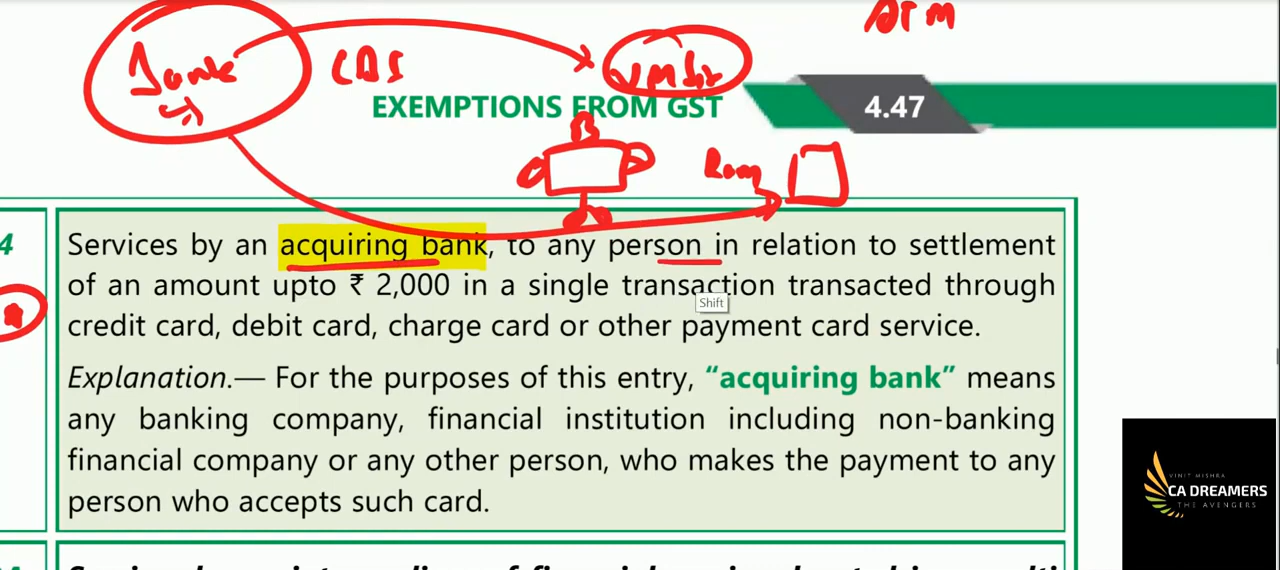 ATM
Bank CDS Vendor
EXEMPTIONS FROM GST 4.47
4
Services by an acquiring bank, to any person in relation to settlement
of an amount upto ₹ 2,000 in a single transaction transacted through
Shift
credit card, debit card, charge card or other payment card service.
Explanation.— For the purposes of this entry, “acquiring bank” means
any banking company, financial institution including non-banking
financial company or any other person, who makes the payment to any
person who accepts such card.
VINIT MISHRA
CA DREAMERS
THE AVENGERS